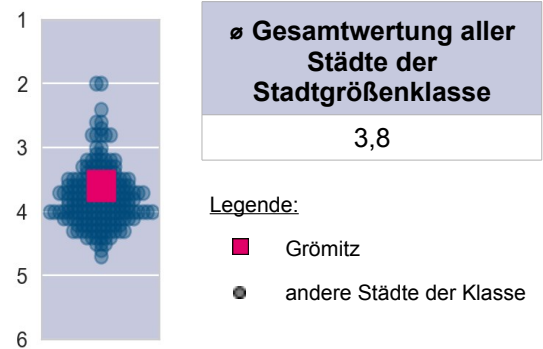 1
2
3
4
5
6
ø Gesamtwertung aller
Städte der
Stadtgrößenklasse
3,8
Legende:
Grömitz
andere Städte der Klasse